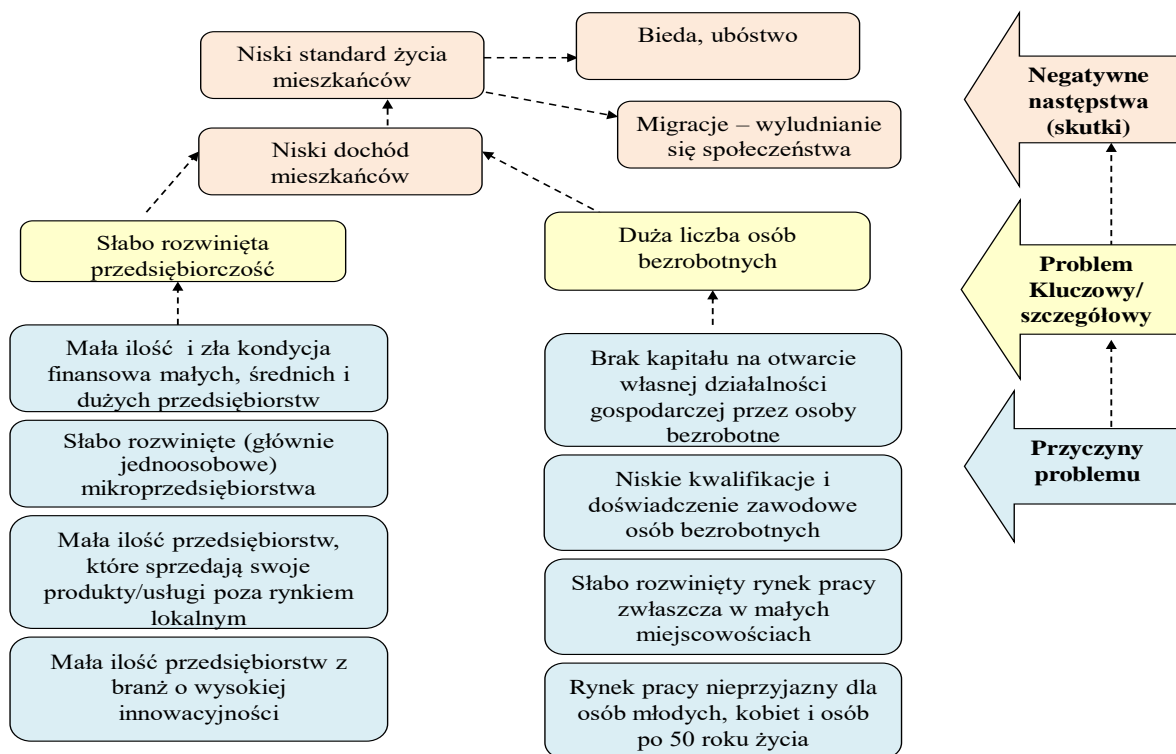 Niski standard życia
mieszkańców
Bieda, ubóstwo
Migracje – wyludnianie
się społeczeństwa
Niski dochód
mieszkańców
Negatywne
następstwa
(skutki)
Słabo rozwinięta
przedsiębiorczość
Duża liczba osób
bezrobotnych
Problem
Kluczowy/
szczegółowy
Mała ilość i zła kondycja
finansowa małych, średnich i
dużych przedsiębiorstw
Słabo rozwinięte (głównie
jednoosobowe)
mikroprzedsiębiorstwa
Mała ilość przedsiębiorstw,
które sprzedają swoje
produkty/usługi poza rynkiem
lokalnym
Mała ilość przedsiębiorstw z
branż o wysokiej
innowacyjności
Brak kapitału na otwarcie
własnej działalności
gospodarczej przez osoby
bezrobotne
Niskie kwalifikacje i
doświadczenie zawodowe
osób bezrobotnych
Słabo rozwinięty rynek pracy
zwłaszcza w małych
miejscowościach
Rynek pracy nieprzyjazny dla
osób młodych, kobiet i osób
po 50 roku życia
Przyczyny
problemu